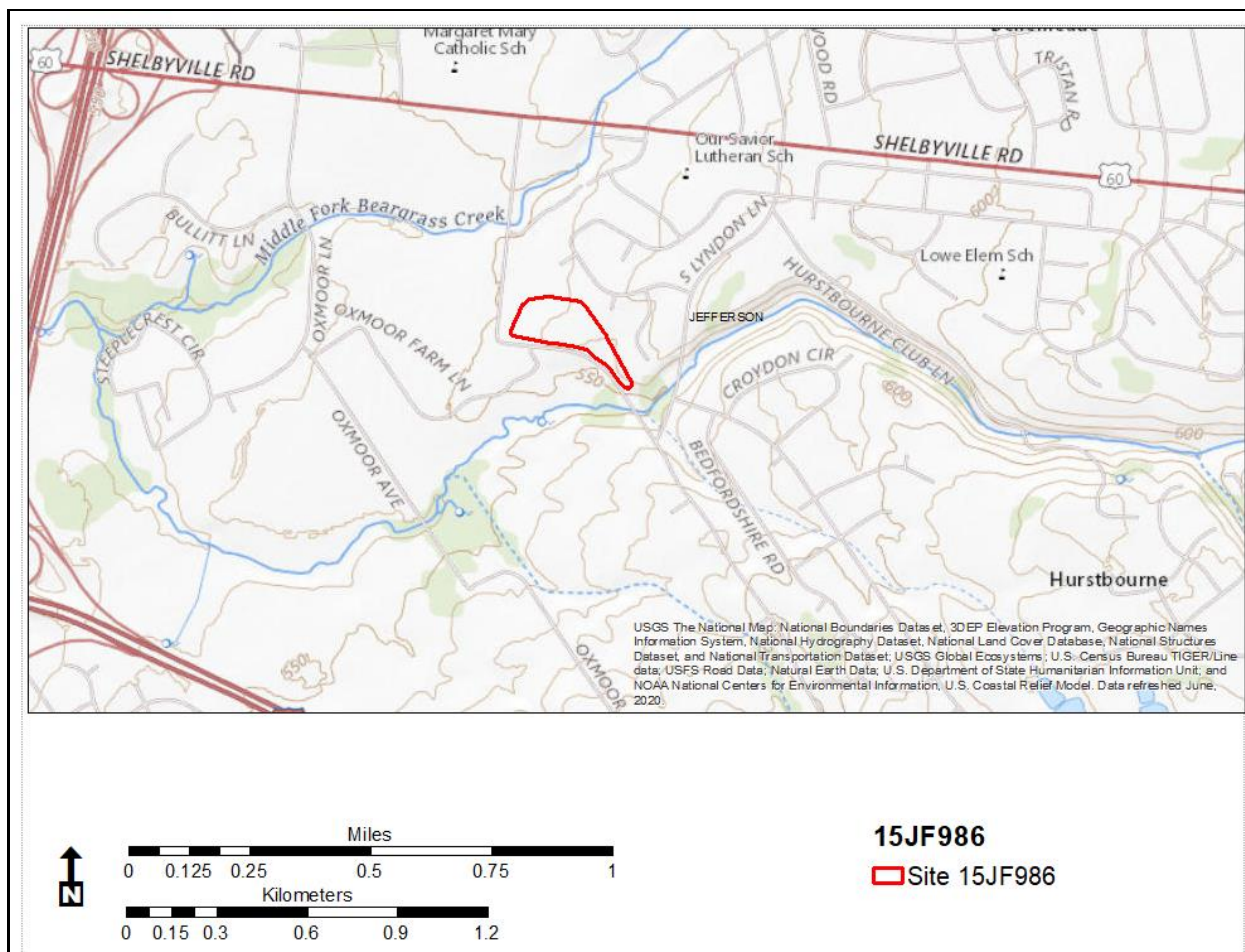 Margaret Mary
Catholic Sch
60
SHELBYVILLE RD
TRISTAN R
Our Savior
Lutheran Sch
SHELBYVILLE RD
60
Middle Fork Beargrass Creek
BULLITT LN
OXMOOR LN
S LYNDON LN
600
Lowe Elem Sch
HURSTBOURNE CLUB LN
JEFFERSON
STEEPLECREST CIR
OXMOOR FARM LN
CROYDON CIR
550
600
600
OXMOOR AVE
BEDFORDSHIRE RD
Hurstbourne
550
OXMOOR
USGS The National Map: National Boundaries Dataset, 3DEP Elevation Program, Geographic Names
Information System, National Hydrography Dataset, National Land Cover Database, National Structures
Dataset, and National Transportation Dataset; USGS Global Ecosystems; U.S. Census Bureau TIGER/Line
data; USFS Road Data; Natural Earth Data; U.S. Department of State Humanitarian Information Unit; and
NOAA National Centers for Environmental Information, U.S. Coastal Relief Model. Data refreshed June,
2020.
Miles
0 0.125 0.25 0.5 0.75 1
Kilometers
0 0.15 0.3 0.6 0.9 1.2
N
15JF986
Site 15JF986